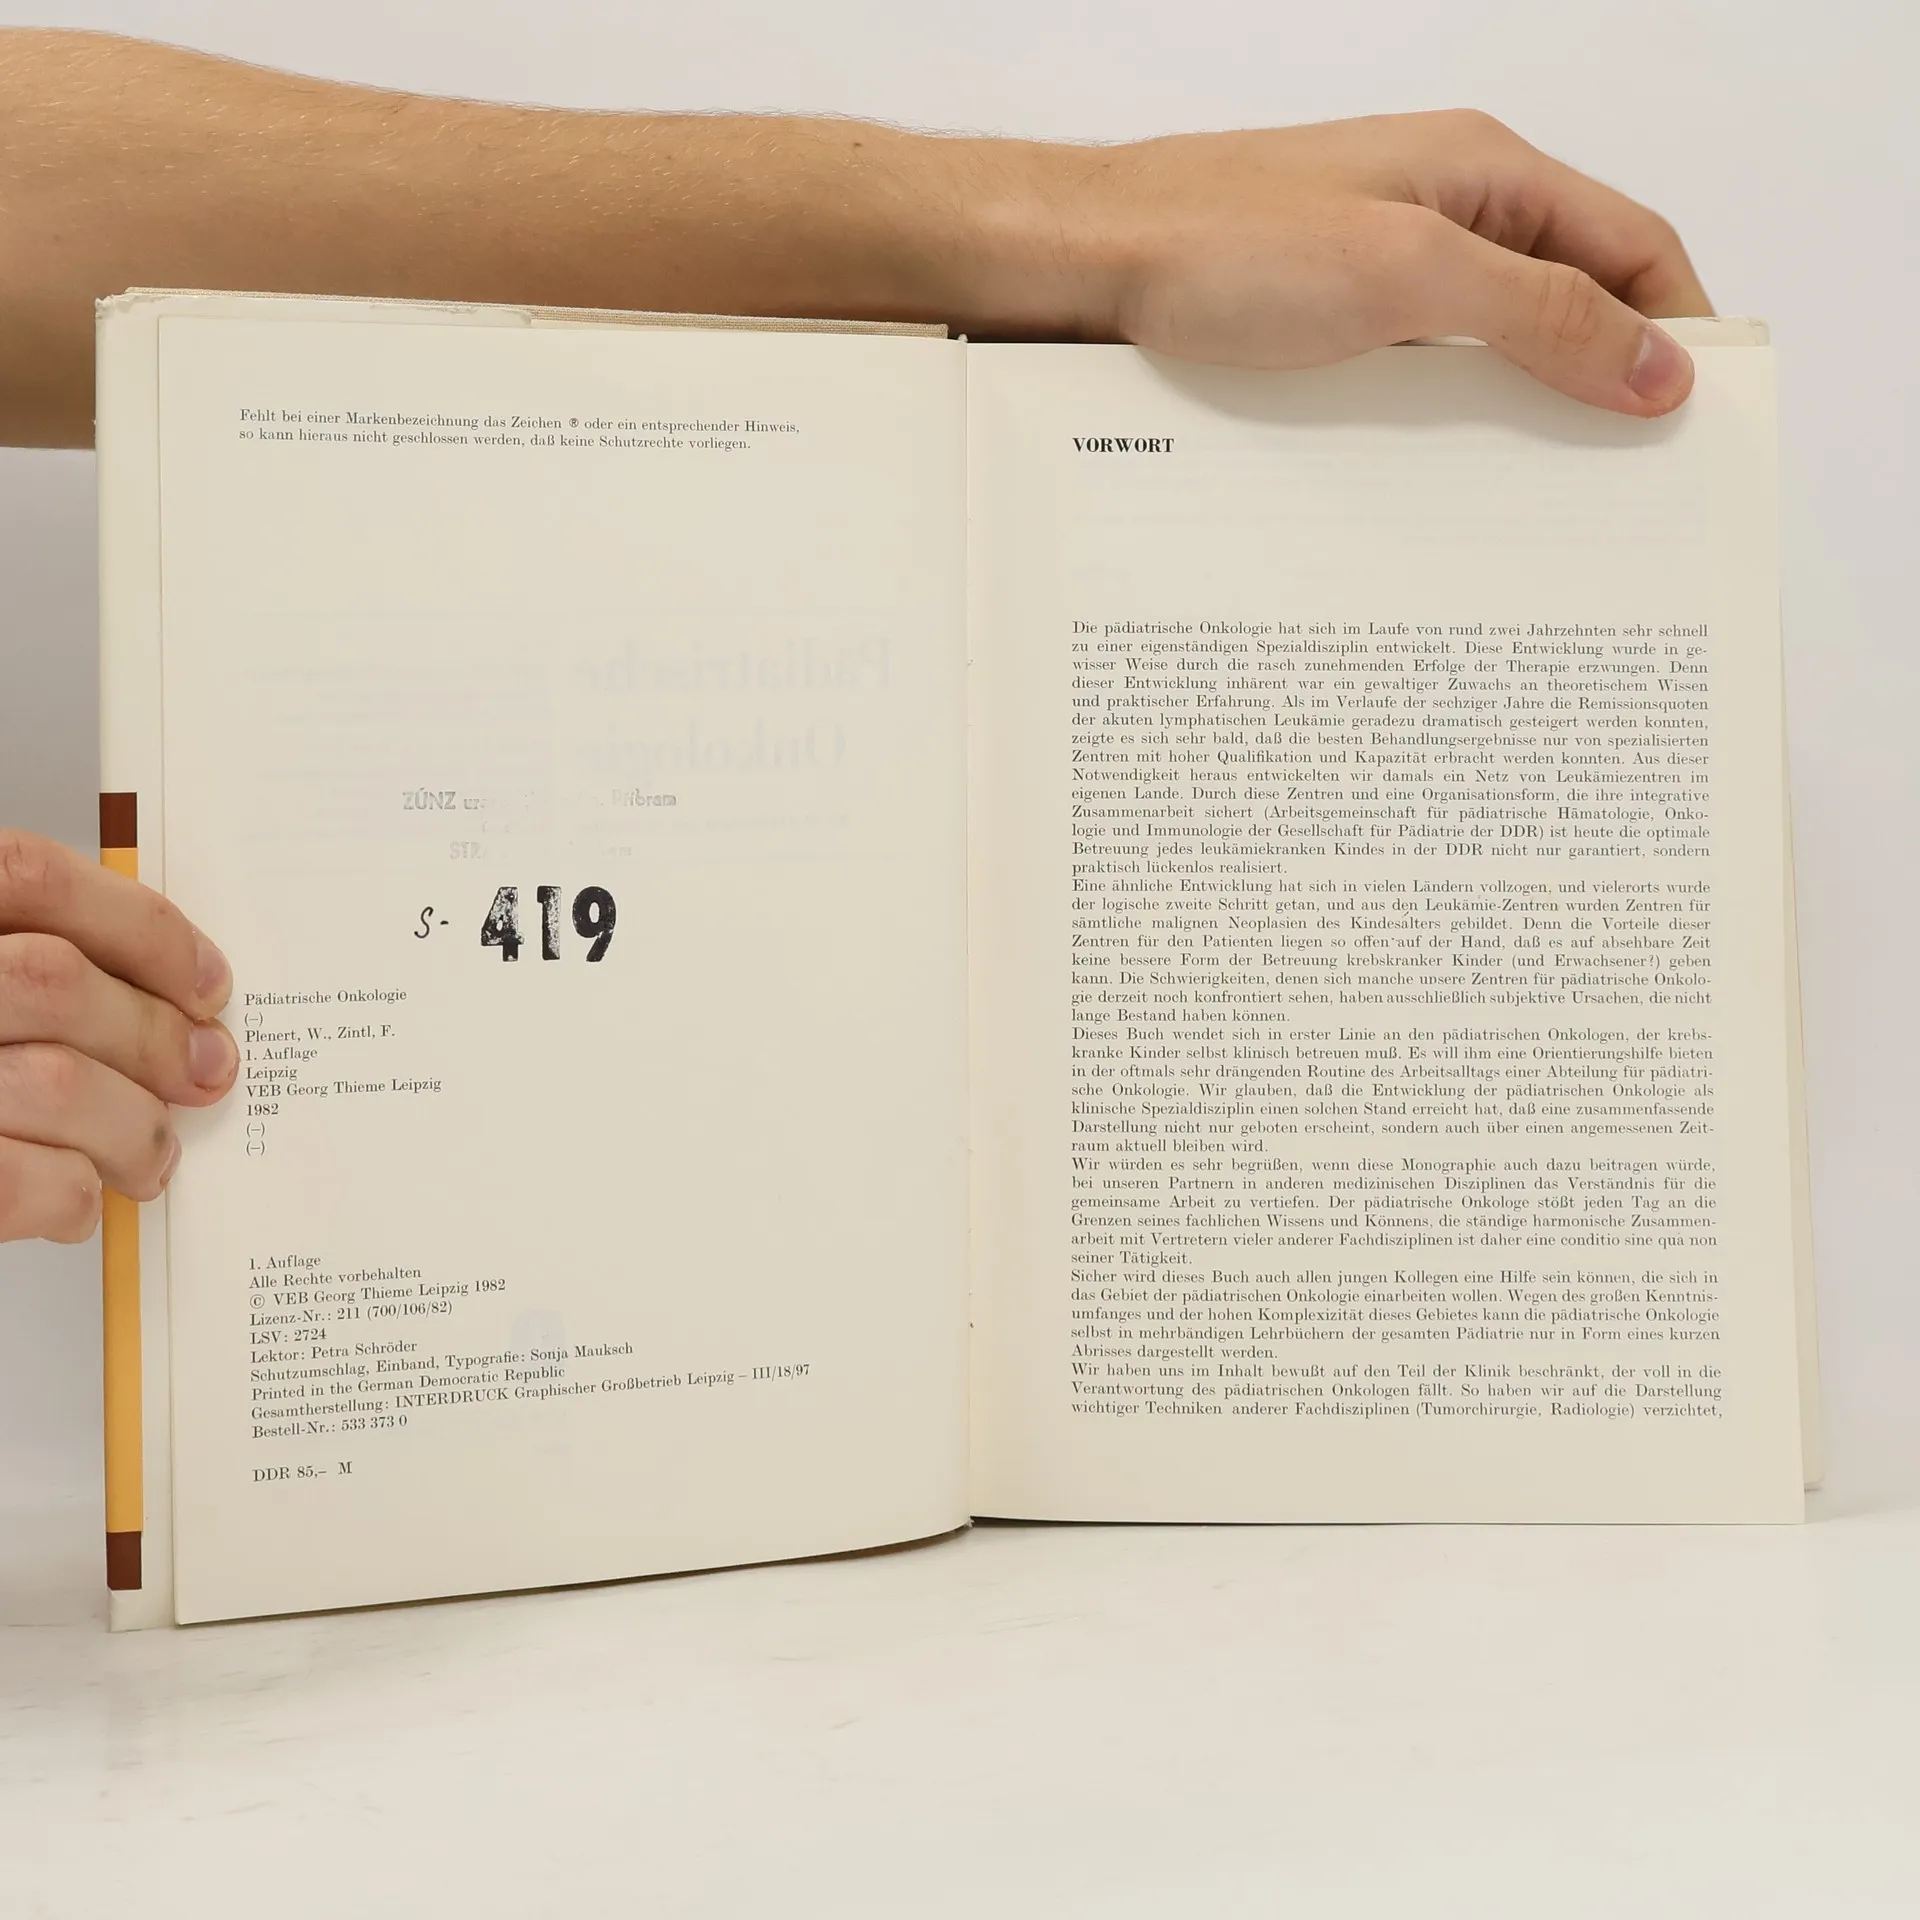 Fehlt bei einer Markenbezeichnung das Zeichen ® oder ein entsprechender Hinweis,
so kann hieraus nicht geschlossen werden, daß keine Schutzrechte vorliegen.
ZÚNZ Příbram
S- 419
Pädiatrische Onkologie
(–)
Plenert, W., Zintl, F.
1. Auflage
Leipzig
VEB Georg Thieme Leipzig
1982
(–)
(–)
1. Auflage
Alle Rechte vorbehalten
© VEB Georg Thieme Leipzig 1982
Lizenz-Nr.: 211 (700/106/82)
LSV: 2724
Lektor: Petra Schröder
Schutzumschlag, Einband, Typografie: Sonja Mauksch
Printed in the German Democratic Republic
Gesamtherstellung: INTERDRUCK Graphischer Großbetrieb Leipzig – III/18/97
Bestell-Nr.: 533 373 0
DDR 85,– M
VORWORT
Die pädiatrische Onkologie hat sich im Laufe von rund zwei Jahrzehnten sehr schnell
zu einer eigenständigen Spezialdisziplin entwickelt. Diese Entwicklung wurde in ge-
wisser Weise durch die rasch zunehmenden Erfolge der Therapie erzwungen. Denn
dieser Entwicklung inhärent war ein gewaltiger Zuwachs an theoretischem Wissen
und praktischer Erfahrung. Als im Verlaufe der sechziger Jahre die Remissionsquoten
der akuten lymphatischen Leukämie geradezu dramatisch gesteigert werden konnten,
zeigte es sich sehr bald, daß die besten Behandlungsergebnisse nur von spezialisierten
Zentren mit hoher Qualifikation und Kapazität erbracht werden konnten. Aus dieser
Notwendigkeit heraus entwickelten wir damals ein Netz von Leukämiezentren im
eigenen Lande. Durch diese Zentren und eine Organisationsform, die ihre integrative
Zusammenarbeit sichert (Arbeitsgemeinschaft für pädiatrische Hämatologie, Onko-
logie und Immunologie der Gesellschaft für Pädiatrie der DDR) ist heute die optimale
Betreuung jedes leukämiekranken Kindes in der DDR nicht nur garantiert, sondern
praktisch lückenlos realisiert.
Eine ähnliche Entwicklung hat sich in vielen Ländern vollzogen, und vielerorts wurde
der logische zweite Schritt getan, und aus den Leukämie-Zentren wurden Zentren für
sämtliche malignen Neoplasien des Kindesalters gebildet. Denn die Vorteile dieser
Zentren für den Patienten liegen so offen auf der Hand, daß es auf absehbare Zeit
keine bessere Form der Betreuung krebskranker Kinder (und Erwachsener?) geben
kann. Die Schwierigkeiten, denen sich manche unsere Zentren für pädiatrische Onkolo-
gie derzeit noch konfrontiert sehen, haben ausschließlich subjektive Ursachen, die nicht
lange Bestand haben können.
Dieses Buch wendet sich in erster Linie an den pädiatrischen Onkologen, der krebs-
kranke Kinder selbst klinisch betreuen muß. Es will ihm eine Orientierungshilfe bieten
in der oftmals sehr drängenden Routine des Arbeitsalltags einer Abteilung für pädiatri-
sche Onkologie. Wir glauben, daß die Entwicklung der pädiatrischen Onkologie als
klinische Spezialdisziplin einen solchen Stand erreicht hat, daß eine zusammenfassende
Darstellung nicht nur geboten erscheint, sondern auch über einen angemessenen Zeit-
raum aktuell bleiben wird.
Wir würden es sehr begrüßen, wenn diese Monographie auch dazu beitragen würde,
bei unseren Partnern in anderen medizinischen Disziplinen das Verständnis für die
gemeinsame Arbeit zu vertiefen. Der pädiatrische Onkologe stößt jeden Tag an die
Grenzen seines fachlichen Wissens und Könnens, die ständige harmonische Zusammen-
arbeit mit Vertretern vieler anderer Fachdisziplinen ist daher eine conditio sine qua non
seiner Tätigkeit.
Sicher wird dieses Buch auch allen jungen Kollegen eine Hilfe sein können, die sich in
das Gebiet der pädiatrischen Onkologie einarbeiten wollen. Wegen des großen Kenntnis-
umfanges und der hohen Komplexizität dieses Gebietes kann die pädiatrische Onkologie
selbst in mehrbändigen Lehrbüchern der gesamten Pädiatrie nur in Form eines kurzen
Abrisses dargestellt werden.
Wir haben uns im Inhalt bewußt auf den Teil der Klinik beschränkt, der voll in die
Verantwortung des pädiatrischen Onkologen fällt. So haben wir auf die Darstellung
wichtiger Techniken anderer Fachdisziplinen (Tumorchirurgie, Radiologie) verzichtet,